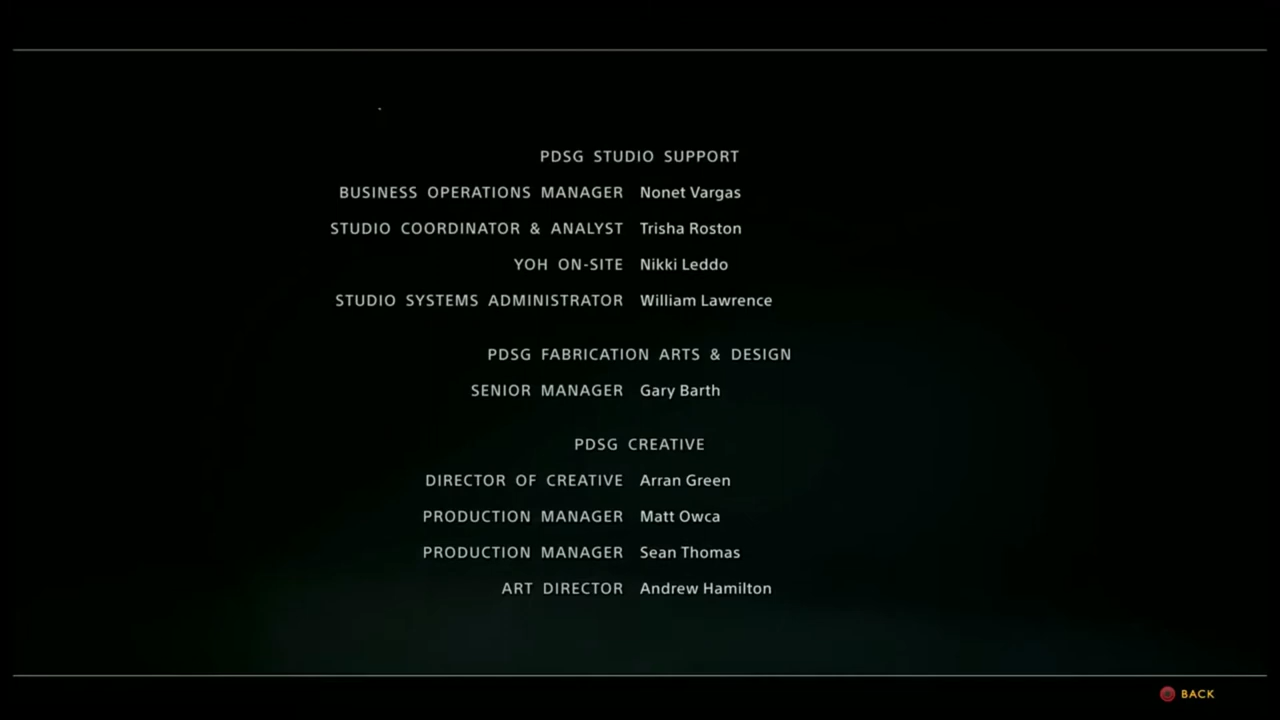 PDSG STUDIO SUPPORT
BUSINESS OPERATIONS MANAGER Nonet Vargas
STUDIO COORDINATOR & ANALYST Trisha Roston
YOH ON-SITE Nikki Leddo
STUDIO SYSTEMS ADMINISTRATOR William Lawrence
PDSG FABRICATION ARTS & DESIGN
SENIOR MANAGER Gary Barth
PDSG CREATIVE
DIRECTOR OF CREATIVE Arran Green
PRODUCTION MANAGER Matt Owca
PRODUCTION MANAGER Sean Thomas
ART DIRECTOR Andrew Hamilton
BACK